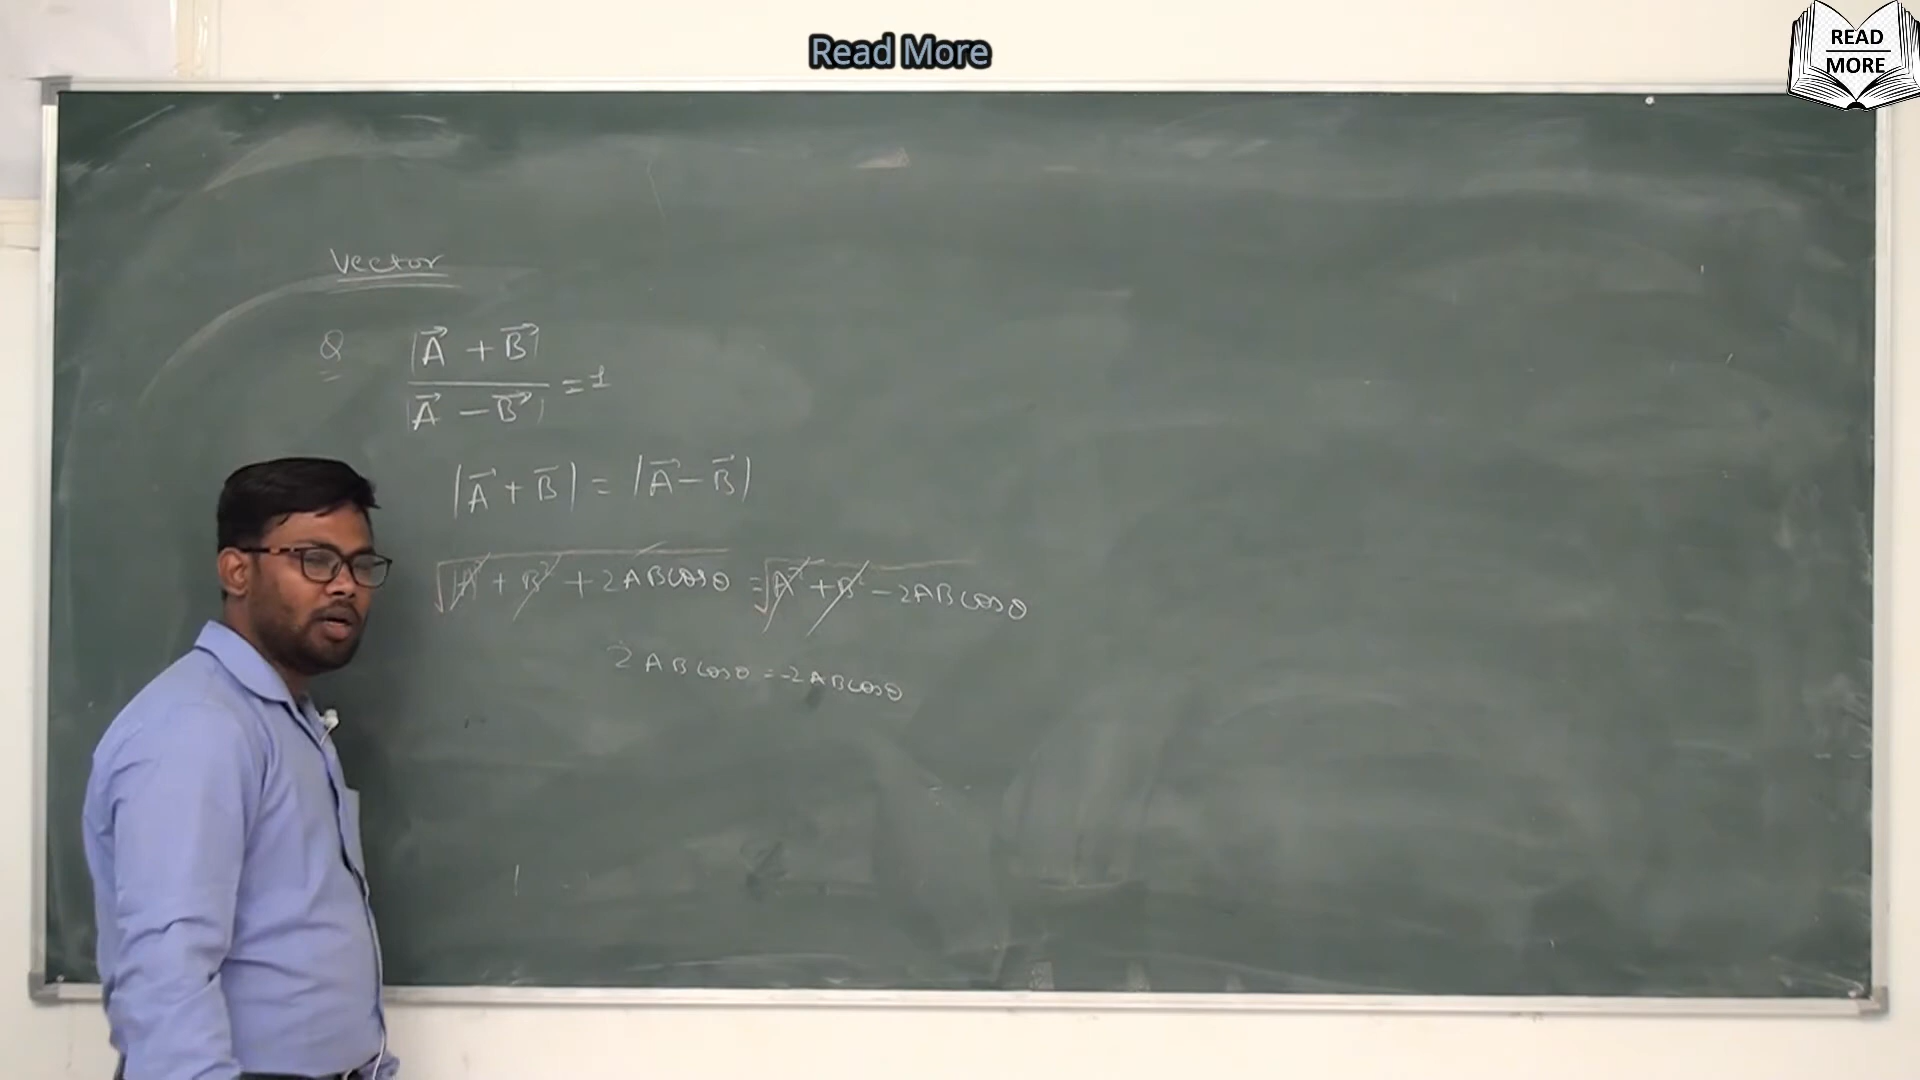 Read More
READ
MORE
Vector
Q |A⃗ + B⃗| / |A⃗ − B⃗| = 1
|A⃗ + B⃗| = |A⃗ − B⃗|
√A² + B² + 2ABcosθ = √A² + B² − 2ABcosθ
2ABcosθ = -2ABcosθ